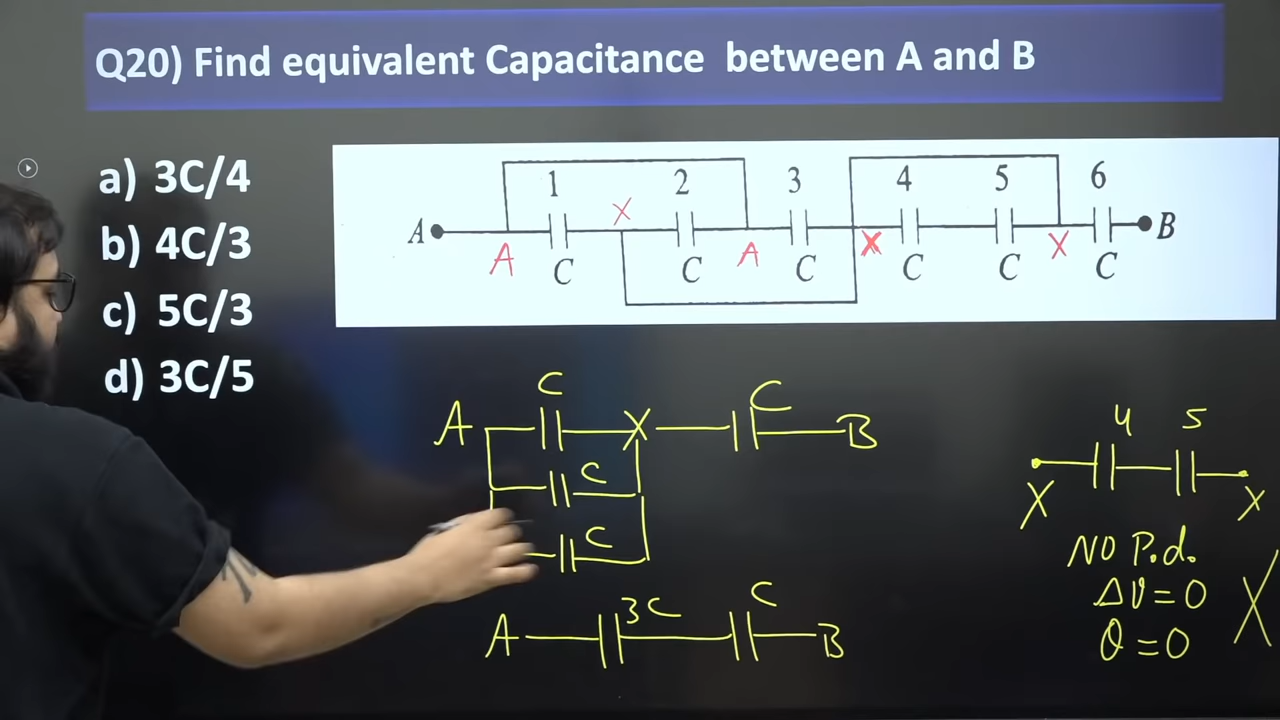 Q20) Find equivalent Capacitance between A and B
a) 3C/4
b) 4C/3
c) 5C/3
d) 3C/5
1 2 3 4 5 6
X
A B
A A X X
C C C C C C
C C
A X B
C
C
A 3C C B
4 5
X X
NO P.d.
ΔV=0
Q=0
X